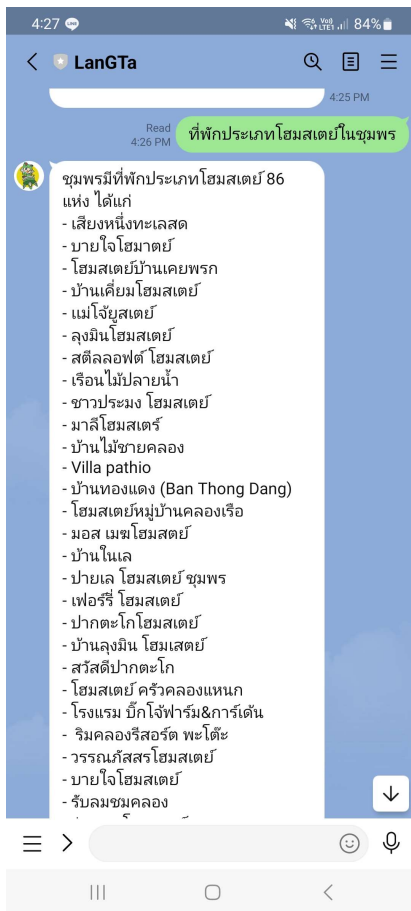 4:27
Vo))
LTE1
84%
LanGTa
4:25 PM
Read
4:26 PM
ที่พักประเภทโฮมสเตย์ในชุมพร
ชุมพรมีที่พักประเภทโฮมสเตย์ 86
แห่ง ได้แก่
- เสียงหนึ่งทะเลสด
- บายใจโฮมาตย์
- โฮมสเตย์บ้านเคยพรก
- บ้านเคี่ยมโฮมสเตย์
- แม่โจ้ยูสเตย์
- ลุงมินโฮมสเตย์
- สตีลลอฟต์ โฮมสเตย์
- เรือนไม้ปลายน้ำ
- ชาวประมง โฮมสเตย์
- มาลีโฮมสเตร์
- บ้านไม้ชายคลอง
- Villa pathio
- บ้านทองแดง (Ban Thong Dang)
- โฮมสเตย์หมู่บ้านคลองเรือ
- มอส เมฆโฮมสตย์
- บ้านในเล
- ปายเล โฮมสเตย์ ชุมพร
- เฟอร์รี่ โฮมสเตย์
- ปากตะโกโฮมสเตย์
- บ้านลุงมิน โฮมเสตย์
- สวัสดีปากตะโก
- โฮมสเตย์ ครัวคลองแหนก
- โรงแรม บิ๊กโจ้ฟาร์ม&การ์เด้น
- ริมคลองรีสอร์ต พะโต๊ะ
- วรรณภัสสรโฮมสเตย์
- บายใจโฮมสเตย์
- รับลมชมคลอง